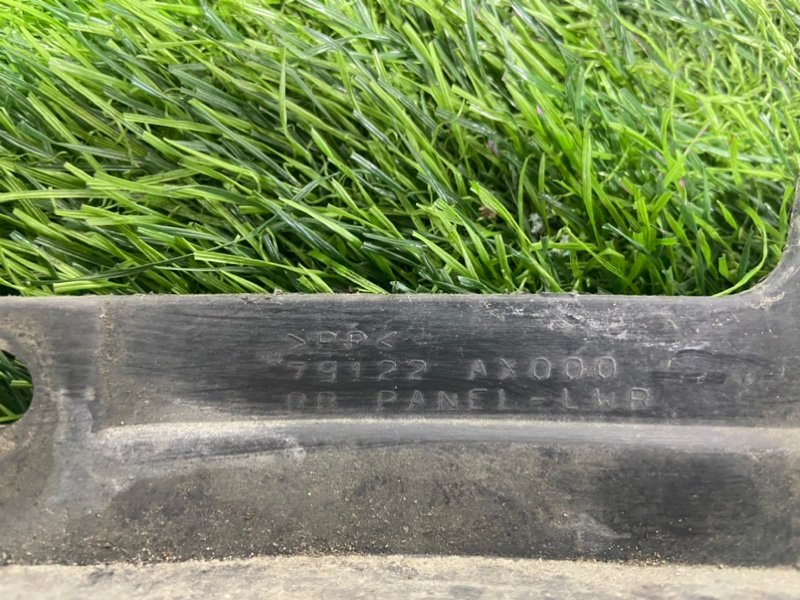 >PP<
79122 AX000
RR PANEL-LWR